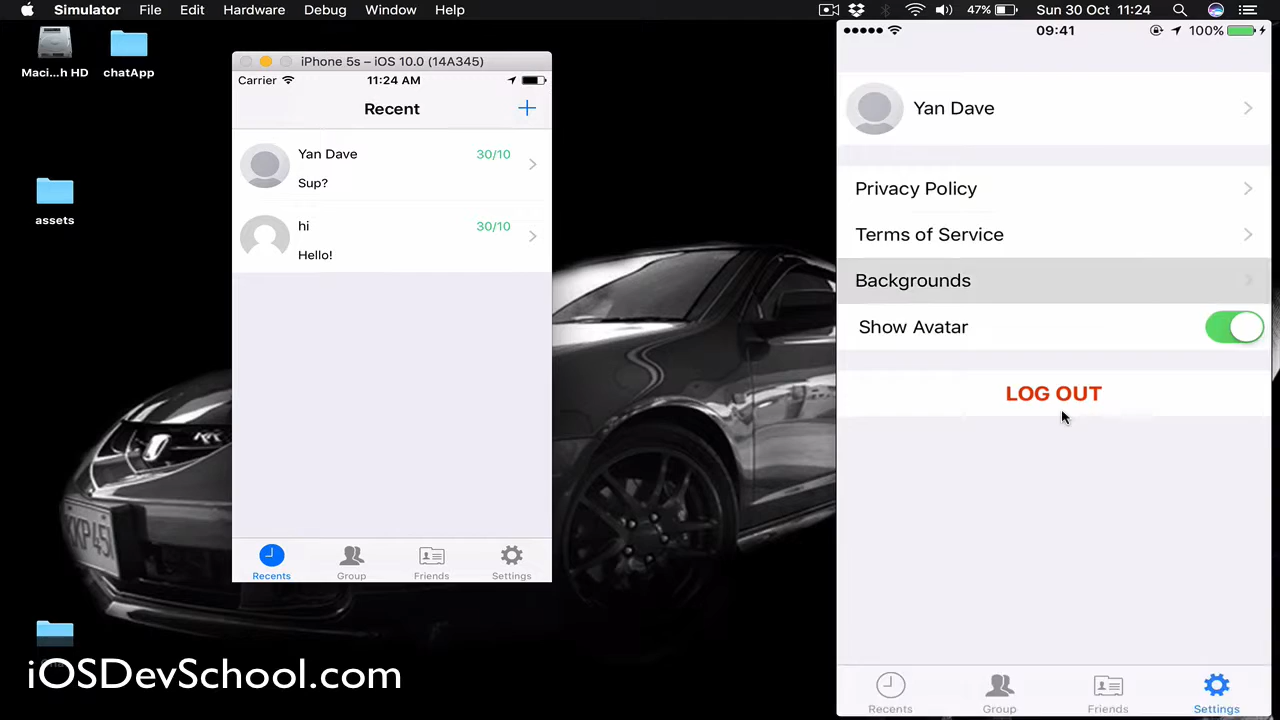 Simulator File Edit Hardware Debug Window Help 47% Sun 30 Oct 11:24
Maci...h HD
chatApp
assets
iPhone 5s – iOS 10.0 (14A345)
Carrier 11:24 AM
Recent
Yan Dave 30/10
Sup?
hi 30/10
Hello!
Recents Group Friends Settings
09:41 100%
Yan Dave
Privacy Policy
Terms of Service
Backgrounds
Show Avatar
LOG OUT
Recents Group Friends Settings
iOSDevSchool.com